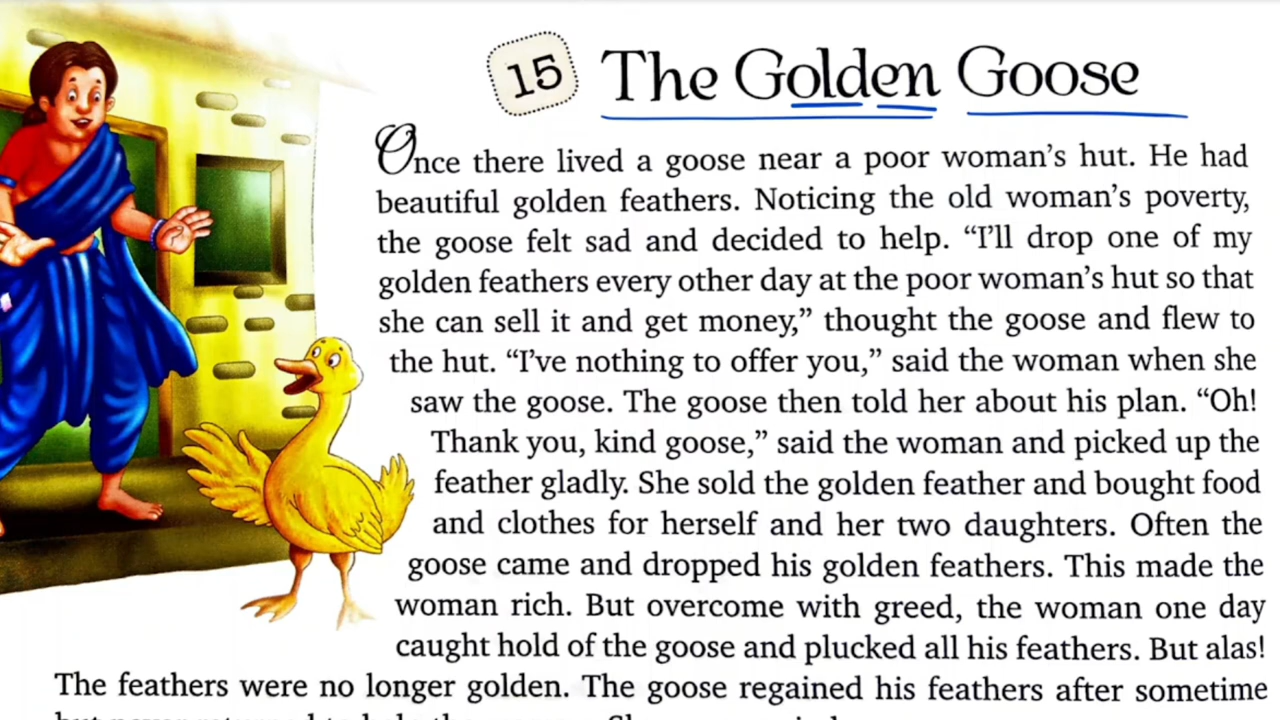 15 The Golden Goose
Once there lived a goose near a poor woman's hut. He had
beautiful golden feathers. Noticing the old woman's poverty,
the goose felt sad and decided to help. “I'll drop one of my
golden feathers every other day at the poor woman's hut so that
she can sell it and get money,” thought the goose and flew to
the hut. “I've nothing to offer you,” said the woman when she
saw the goose. The goose then told her about his plan. “Oh!
Thank you, kind goose,” said the woman and picked up the
feather gladly. She sold the golden feather and bought food
and clothes for herself and her two daughters. Often the
goose came and dropped his golden feathers. This made the
woman rich. But overcome with greed, the woman one day
caught hold of the goose and plucked all his feathers. But alas!
The feathers were no longer golden. The goose regained his feathers after sometime
but never returned to help the